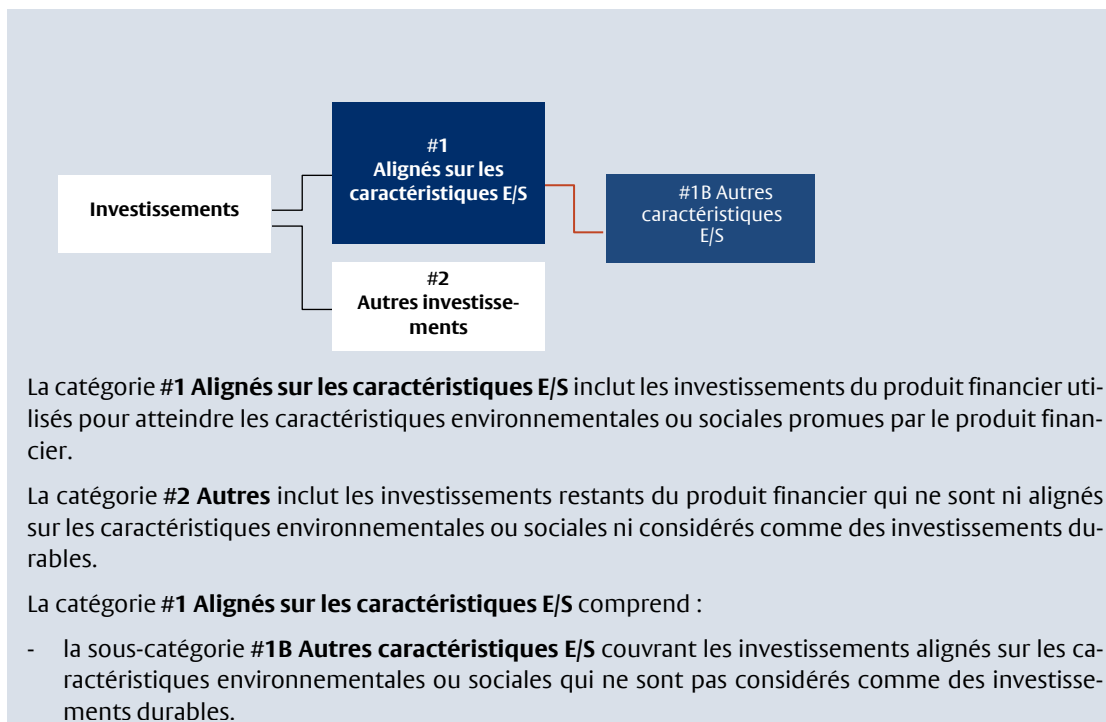 #1
Alignés sur les
caractéristiques E/S
Investissements
#1B Autres
caractéristiques
E/S
#2
Autres investisse-
ments
La catégorie #1 Alignés sur les caractéristiques E/S inclut les investissements du produit financier uti-
lisés pour atteindre les caractéristiques environnementales ou sociales promues par le produit finan-
cier.
La catégorie #2 Autres inclut les investissements restants du produit financier qui ne sont ni alignés
sur les caractéristiques environnementales ou sociales ni considérés comme des investissements du-
rables.
La catégorie #1 Alignés sur les caractéristiques E/S comprend :
- la sous-catégorie #1B Autres caractéristiques E/S couvrant les investissements alignés sur les ca-
ractéristiques environnementales ou sociales qui ne sont pas considérés comme des investisse-
ments durables.